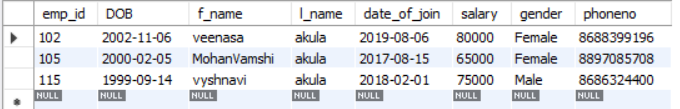 emp_id DOB f_name l_name date_of_join salary gender phoneno
102 2002-11-06 veenasa akula 2019-08-06 80000 Female 8688399196
105 2000-02-05 MohanVamshi akula 2017-08-15 65000 Female 8897085708
115 1999-09-14 vyshnavi akula 2018-02-01 75000 Male 8686324400
NULL NULL NULL NULL NULL NULL NULL NULL